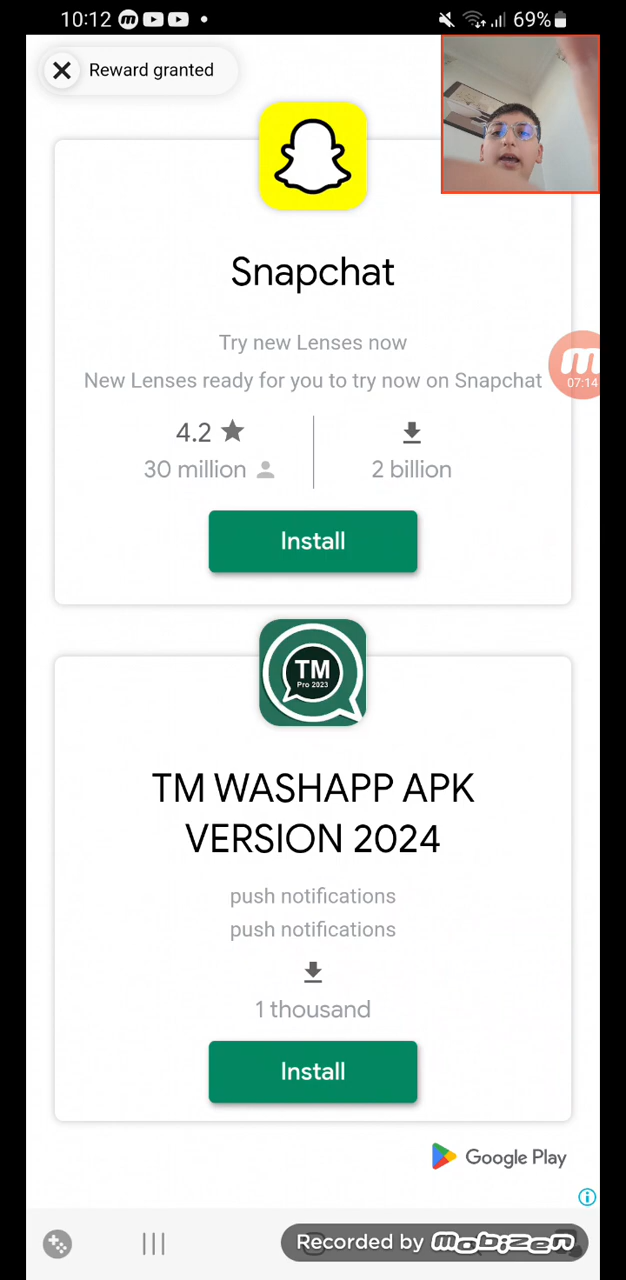 10:12
69%
Reward granted
Snapchat
Try new Lenses now
New Lenses ready for you to try now on Snapchat
4.2
30 million
2 billion
07:14
Install
TM
Pro 2023
TM WASHAPP APK
VERSION 2024
push notifications
push notifications
1 thousand
Install
Google Play
Recorded by mobizen